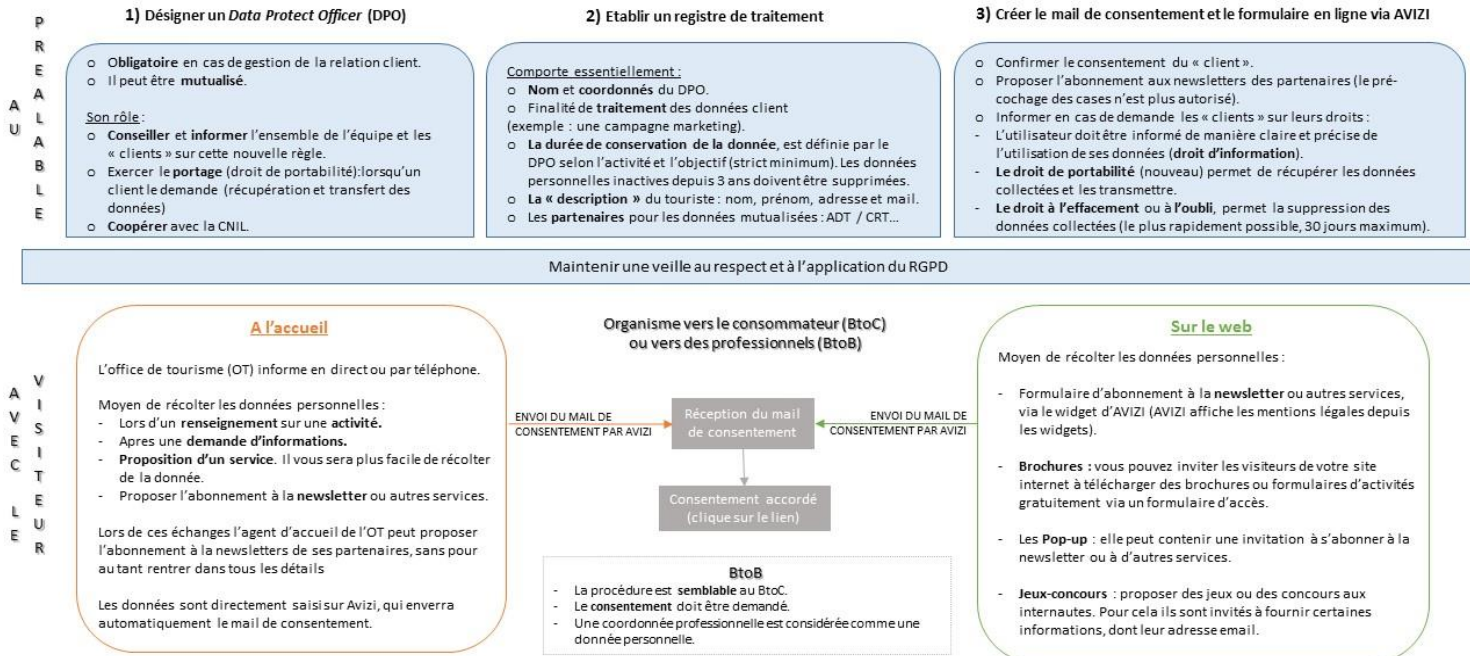 AU PREALABLE
1) Désigner un Data Protect Officer (DPO)
o Obligatoire en cas de gestion de la relation client.
o Il peut être mutualisé.
Son rôle :
o Conseiller et informer l'ensemble de l'équipe et les
« clients » sur cette nouvelle règle.
o Exercer le portage (droit de portabilité):lorsqu'un
client le demande (récupération et transfert des
données)
o Coopérer avec la CNIL.
2) Etablir un registre de traitement
Comporte essentiellement :
o Nom et coordonnés du DPO.
o Finalité de traitement des données client
(exemple : une campagne marketing).
o La durée de conservation de la donnée, est définie par le
DPO selon l'activité et l'objectif (strict minimum). Les données
personnelles inactives depuis 3 ans doivent être supprimées.
o La « description » du touriste : nom, prénom, adresse et mail.
o Les partenaires pour les données mutualisées : ADT / CRT…
3) Créer le mail de consentement et le formulaire en ligne via AVIZI
o Confirmer le consentement du « client ».
o Proposer l'abonnement aux newsletters des partenaires (le pré-
cochage des cases n'est plus autorisé).
o Informer en cas de demande les « clients » sur leurs droits :
- L'utilisateur doit être informé de manière claire et précise de
l'utilisation de ses données (droit d'information).
- Le droit de portabilité (nouveau) permet de récupérer les données
collectées et les transmettre.
- Le droit à l'effacement ou à l'oubli, permet la suppression des
données collectées (le plus rapidement possible, 30 jours maximum).
Maintenir une veille au respect et à l'application du RGPD
AVEC LE VISITEUR
A l'accueil
L'office de tourisme (OT) informe en direct ou par téléphone.
Moyen de récolter les données personnelles :
- Lors d'un renseignement sur une activité.
- Apres une demande d'informations.
- Proposition d'un service. Il vous sera plus facile de récolter
de la donnée.
- Proposer l'abonnement à la newsletter ou autres services.
Lors de ces échanges l'agent d'accueil de l'OT peut proposer
l'abonnement à la newsletters de ses partenaires, sans pour
au tant rentrer dans tous les détails
Les données sont directement saisi sur Avizi, qui enverra
automatiquement le mail de consentement.
Organisme vers le consommateur (BtoC)
ou vers des professionnels (BtoB)
ENVOI DU MAIL DE
CONSENTEMENT PAR AVIZI
Réception du mail
de consentement
ENVOI DU MAIL DE
CONSENTEMENT PAR AVIZI
Consentement accordé
(clique sur le lien)
BtoB
- La procédure est semblable au BtoC.
- Le consentement doit être demandé.
- Une coordonnée professionnelle est considérée comme une
donnée personnelle.
Sur le web
Moyen de récolter les données personnelles :
- Formulaire d'abonnement à la newsletter ou autres services,
via le widget d'AVIZI (AVIZI affiche les mentions légales depuis
les widgets).
- Brochures : vous pouvez inviter les visiteurs de votre site
internet à télécharger des brochures ou formulaires d'activités
gratuitement via un formulaire d'accès.
- Les Pop-up : elle peut contenir une invitation à s'abonner à la
newsletter ou à d'autres services.
- Jeux-concours : proposer des jeux ou des concours aux
internautes. Pour cela ils sont invités à fournir certaines
informations, dont leur adresse email.